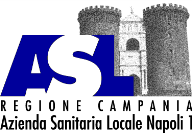 ASL
REGIONE CAMPANIA
Azienda Sanitaria Locale Napoli 1